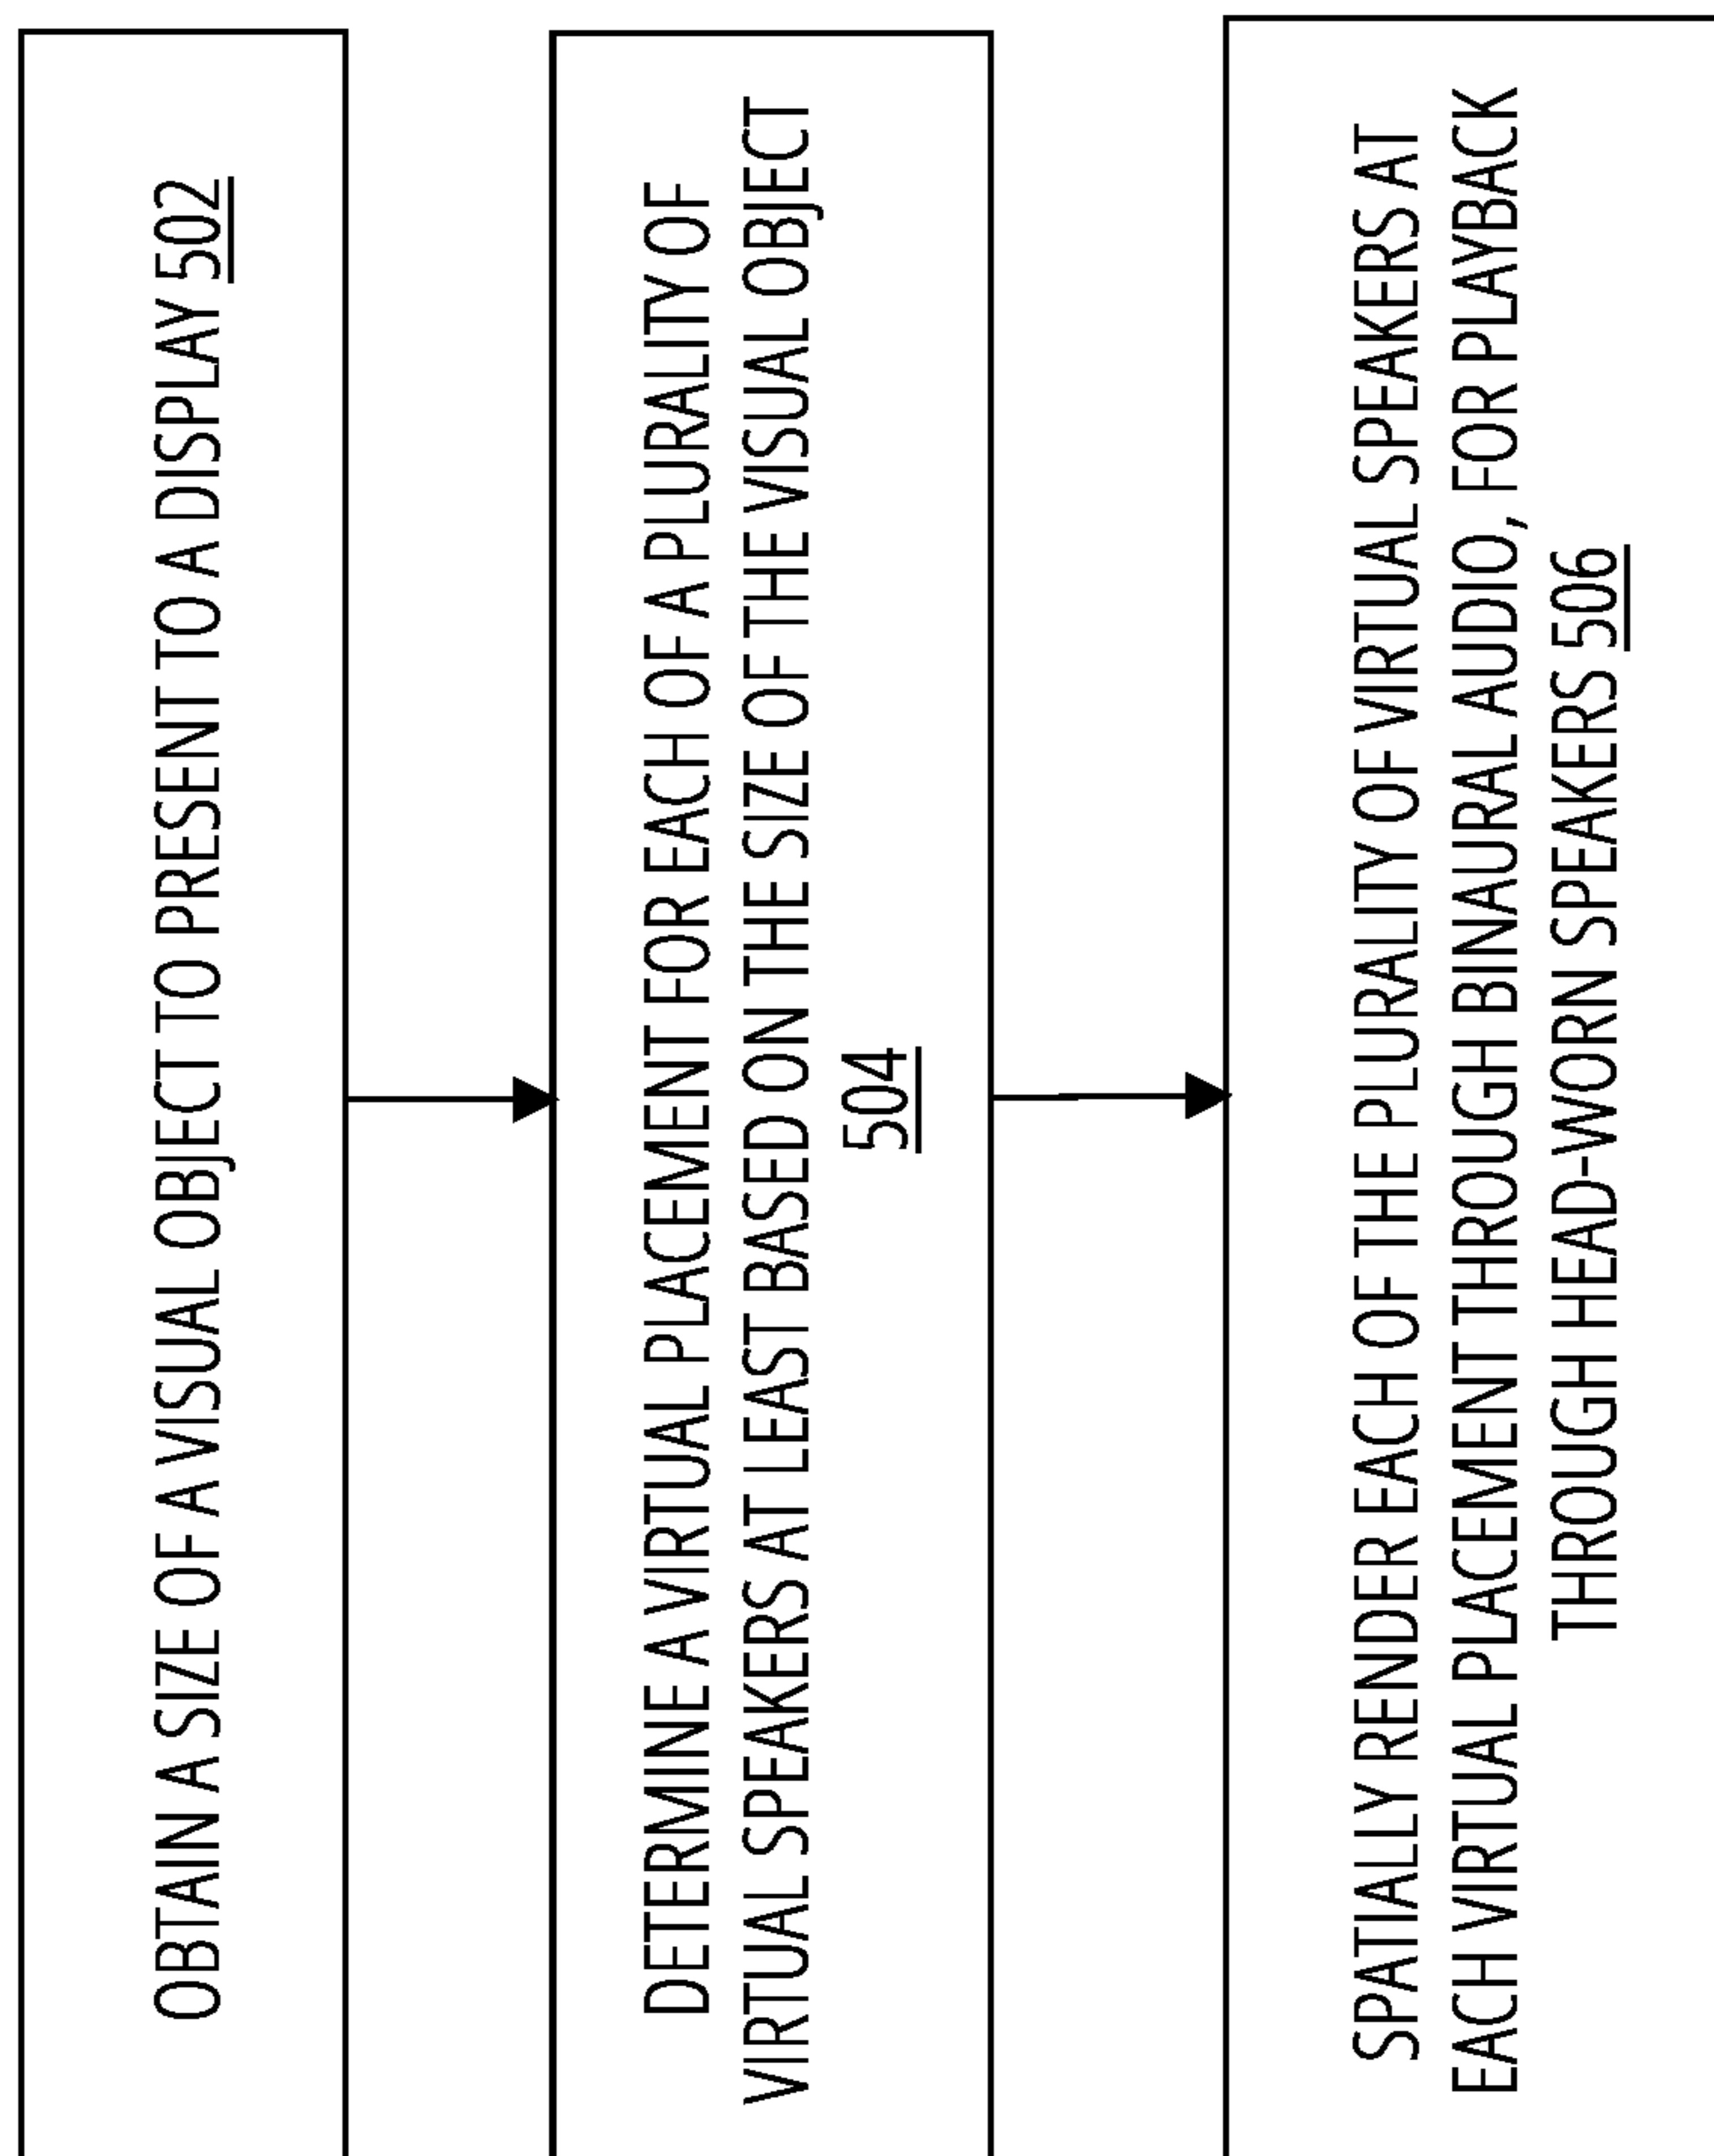 OBTAIN A SIZE OF A VISUAL OBJECT TO PRESENT TO A DISPLAY 502
DETERMINE A VIRTUAL PLACEMENT FOR EACH OF A PLURALITY OF
VIRTUAL SPEAKERS AT LEAST BASED ON THE SIZE OF THE VISUAL OBJECT
504
SPATIALLY RENDER EACH OF THE PLURALITY OF VIRTUAL SPEAKERS AT
EACH VIRTUAL PLACEMENT THROUGH BINAURAL AUDIO, FOR PLAYBACK
THROUGH HEAD-WORN SPEAKERS 506